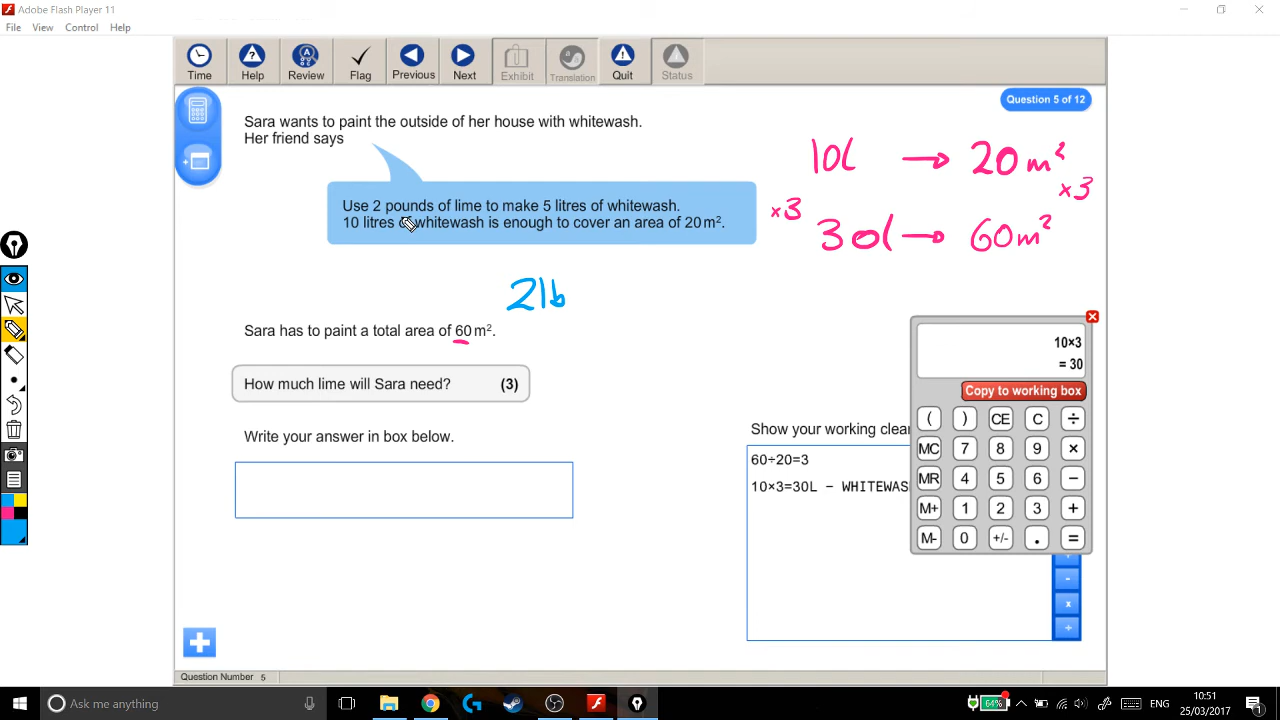 Adobe Flash Player 11
File View Control Help
Time Help Review Flag Previous Next Exhibit Translation Quit Status
Question 5 of 12
Sara wants to paint the outside of her house with whitewash.
Her friend says
Use 2 pounds of lime to make 5 litres of whitewash.
10 litres whitewash is enough to cover an area of 20 m².
10L → 20 m²
×3 ×3
30L → 60 m²
2lb
Sara has to paint a total area of 60 m².
How much lime will Sara need? (3)
Write your answer in box below.
Show your working clear
60÷20=3
10×3=30L - WHITEWAS
10×3
= 30
Copy to working box
( ) CE C ÷
MC 7 8 9 ×
MR 4 5 6 −
M+ 1 2 3 +
M- 0 +/- . =
+
-
x
÷
Question Number 5
Ask me anything
64%
10:51
25/03/2017
1